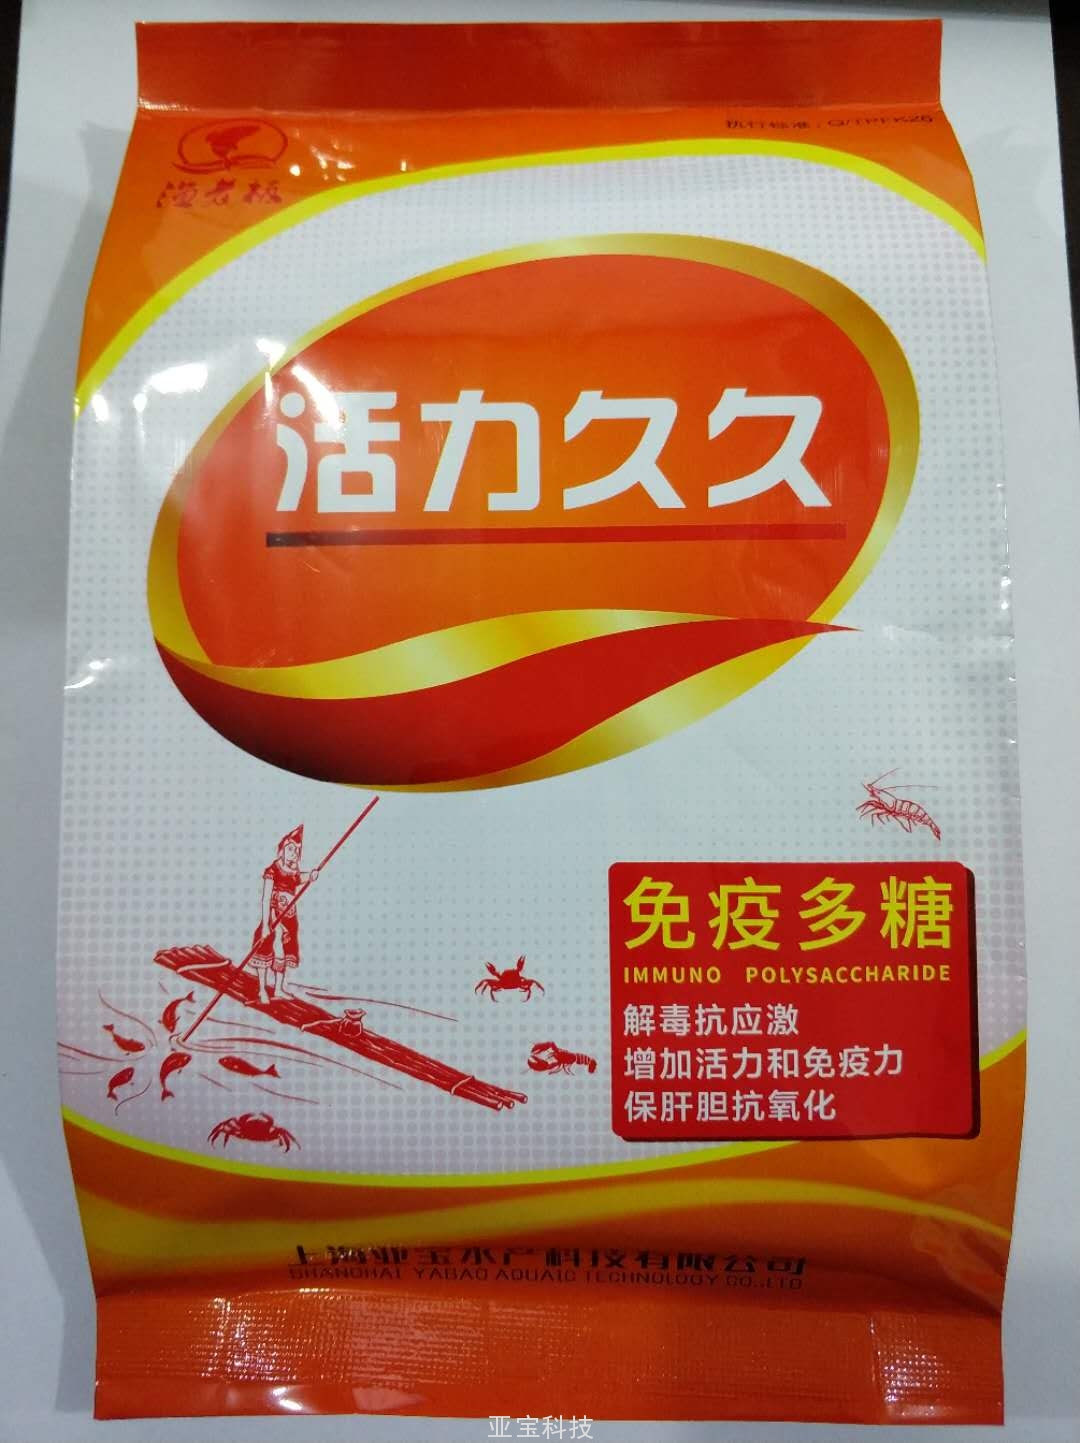 执行标准：Q/TPFK26
渔老板
活力久久
免疫多糖
IMMUNO POLYSACCHARIDE
解毒抗应激
增加活力和免疫力
保肝胆抗氧化
上海亚宝水产科技有限公司
SHANGHAI YABAO AQUAIC TECHNOLOGY CO.,LTD
亚宝科技